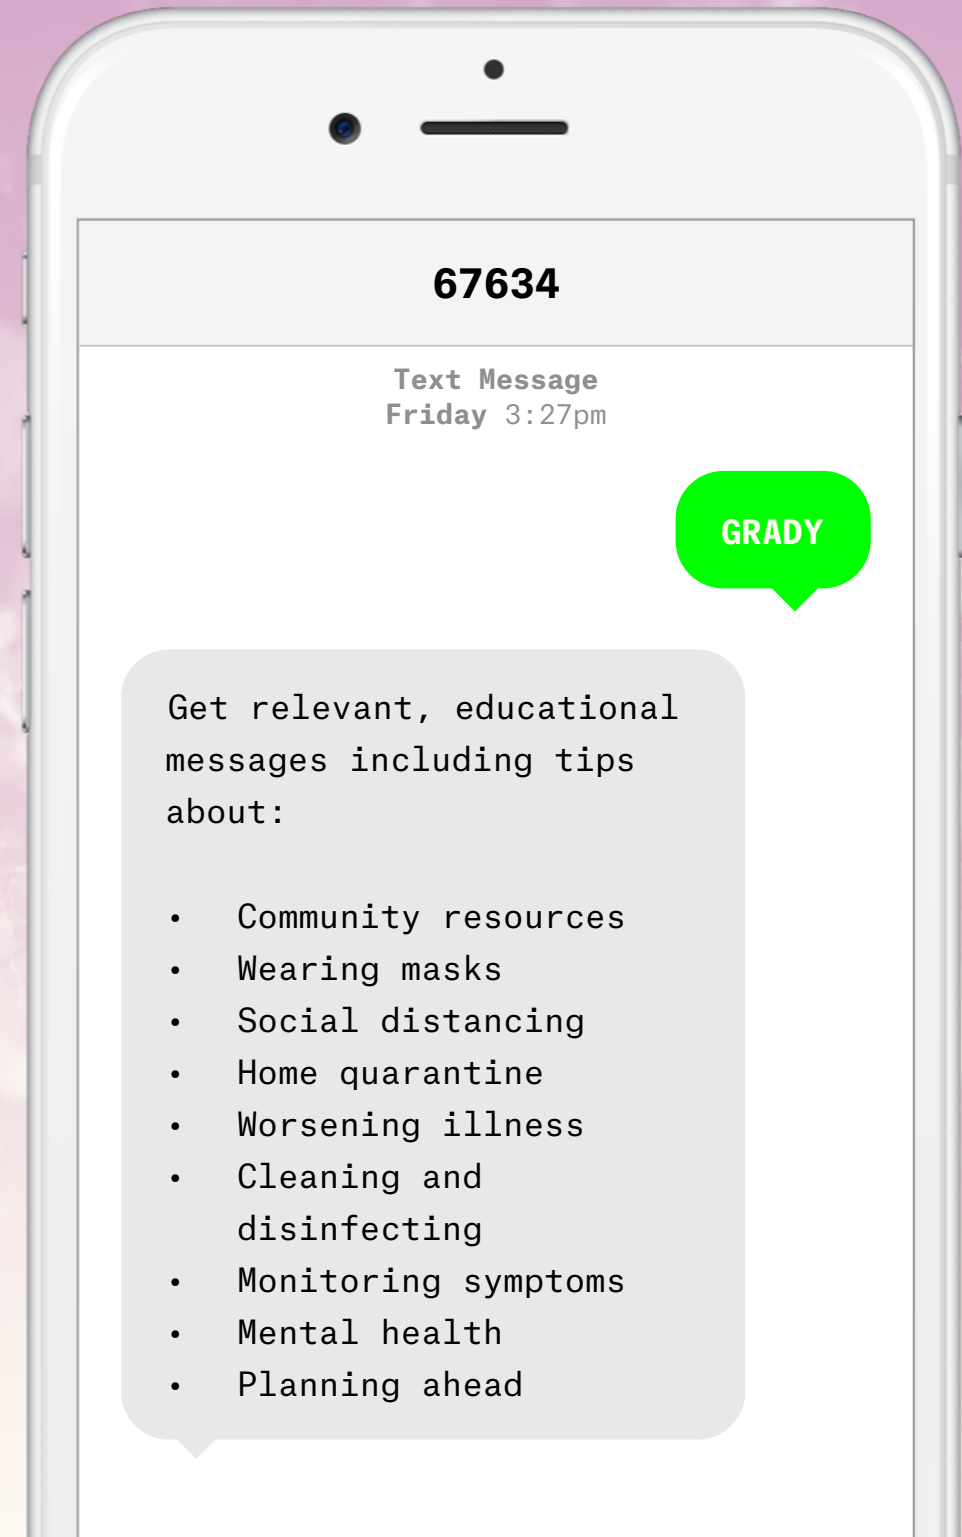 67634
Text Message
Friday 3:27pm
GRADY
Get relevant, educational
messages including tips
about:
• Community resources
• Wearing masks
• Social distancing
• Home quarantine
• Worsening illness
• Cleaning and
disinfecting
• Monitoring symptoms
• Mental health
• Planning ahead